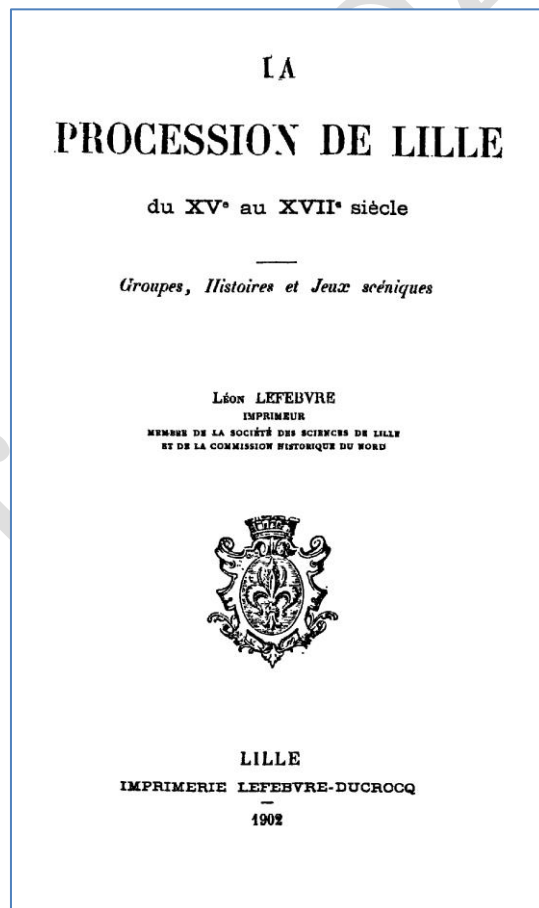 LA
PROCESSION DE LILLE
du XVe au XVIIe siècle
Groupes, Histoires et Jeux scéniques
Léon LEFEBVRE
IMPRIMEUR
MEMBRE DE LA SOCIÉTÉ DES SCIENCES DE LILLE
ET DE LA COMMISSION HISTORIQUE DU NORD
LILLE
IMPRIMERIE LEFEBVRE-DUCROCQ
1902